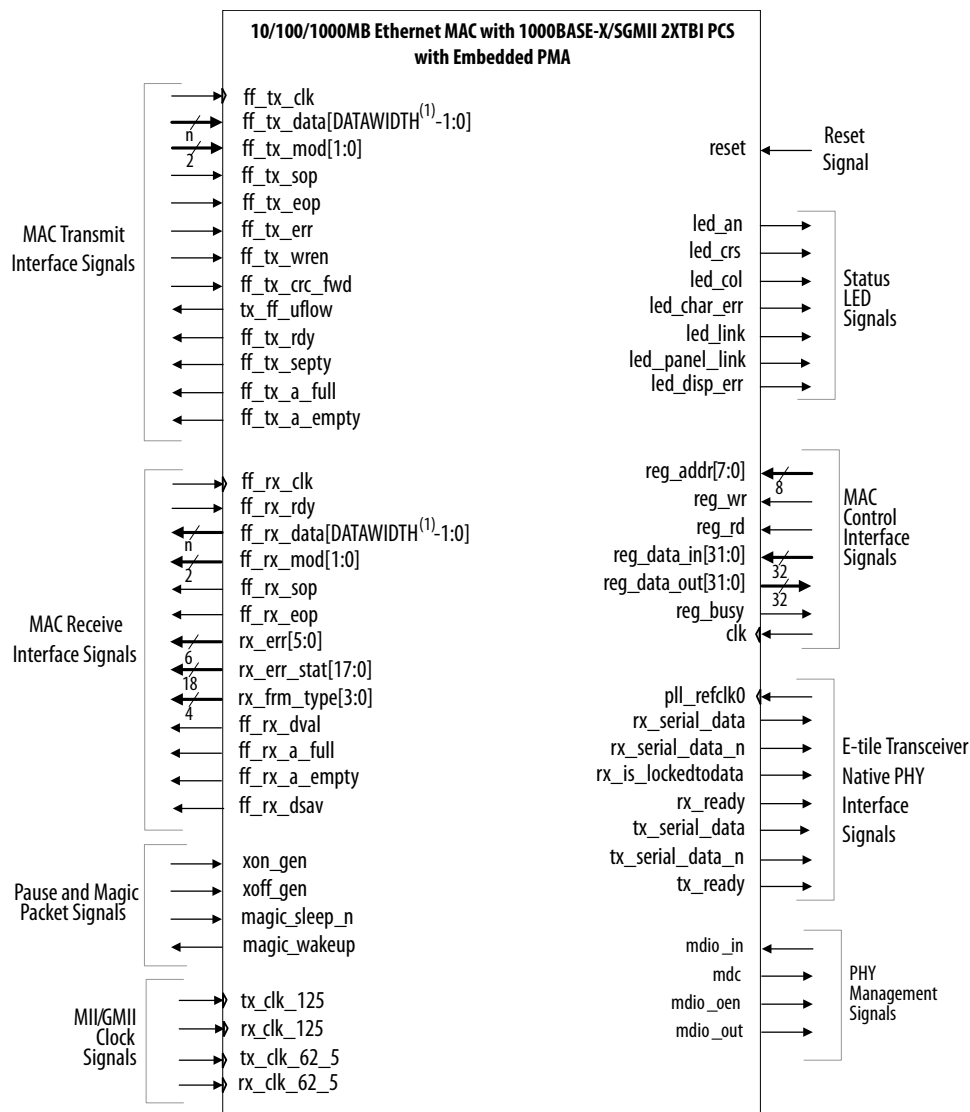 10/100/1000MB Ethernet MAC with 1000BASE-X/SGMII 2XTBI PCS
with Embedded PMA
MAC Transmit
Interface Signals
ff_tx_clk
ff_tx_data[DATAWIDTH(1)-1:0]
n
ff_tx_mod[1:0]
2
ff_tx_sop
ff_tx_eop
ff_tx_err
ff_tx_wren
ff_tx_crc_fwd
tx_ff_uflow
ff_tx_rdy
ff_tx_septy
ff_tx_a_full
ff_tx_a_empty
MAC Receive
Interface Signals
ff_rx_clk
ff_rx_rdy
ff_rx_data[DATAWIDTH(1)-1:0]
n
ff_rx_mod[1:0]
2
ff_rx_sop
ff_rx_eop
rx_err[5:0]
6
rx_err_stat[17:0]
18
rx_frm_type[3:0]
4
ff_rx_dval
ff_rx_a_full
ff_rx_a_empty
ff_rx_dsav
Pause and Magic
Packet Signals
xon_gen
xoff_gen
magic_sleep_n
magic_wakeup
MII/GMII
Clock
Signals
tx_clk_125
rx_clk_125
tx_clk_62_5
rx_clk_62_5
reset
Reset
Signal
led_an
led_crs
led_col
led_char_err
led_link
led_panel_link
led_disp_err
Status
LED
Signals
reg_addr[7:0]
8
reg_wr
reg_rd
reg_data_in[31:0]
32
reg_data_out[31:0]
32
reg_busy
clk
MAC
Control
Interface
Signals
pll_refclk0
rx_serial_data
rx_serial_data_n
rx_is_lockedtodata
rx_ready
tx_serial_data
tx_serial_data_n
tx_ready
E-tile Transceiver
Native PHY
Interface
Signals
mdio_in
mdc
mdio_oen
mdio_out
PHY
Management
Signals